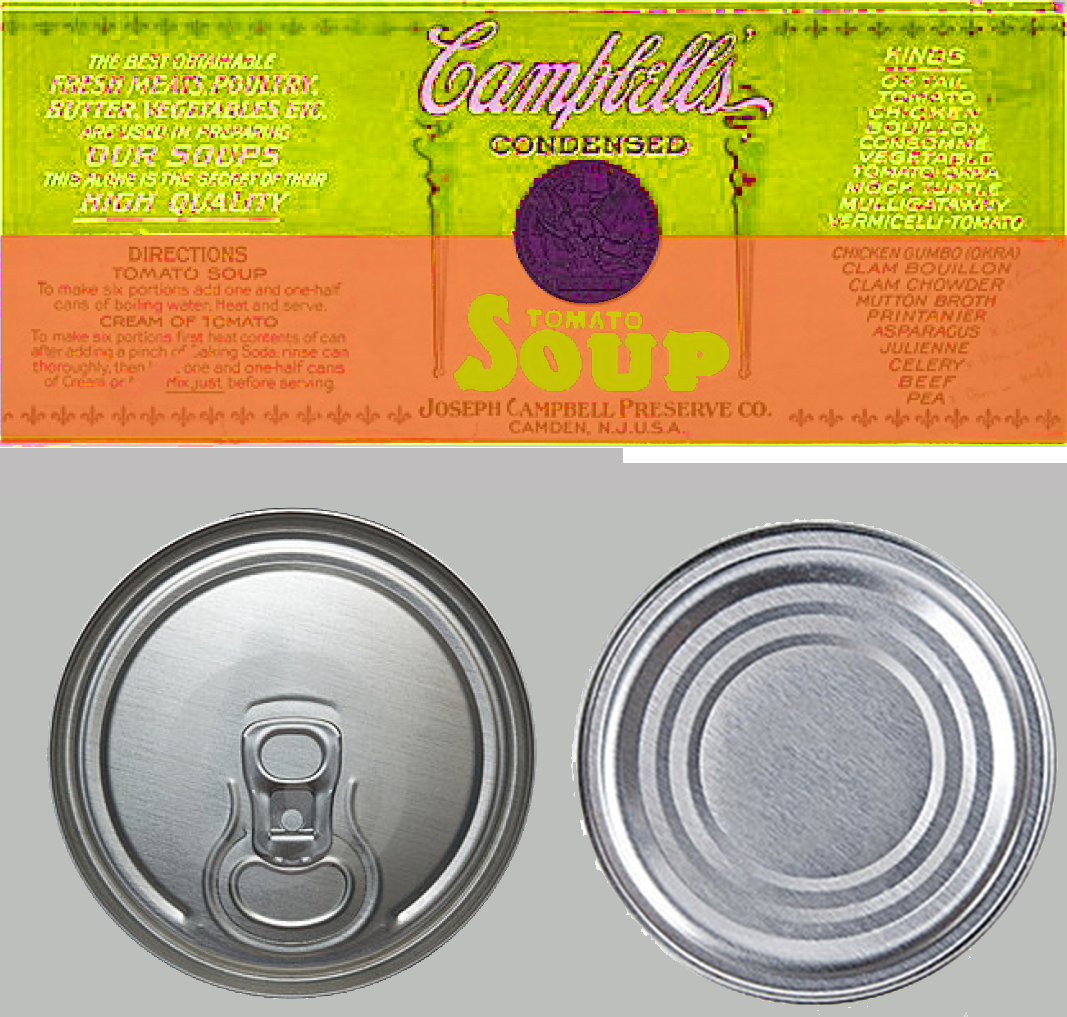 THE BEST OBTAINABLE
FRESH MEATS, POULTRY,
BUTTER, VEGETABLES ETC.
ARE USED IN PREPARING
OUR SOUPS
THIS ALONE IS THE SECRET OF THEIR
HIGH QUALITY
DIRECTIONS
TOMATO SOUP
To make six portions add one and one-half
cans of boiling water. Heat and serve.
CREAM OF TOMATO
To make six portions first heat contents of can
after adding a pinch of Baking Soda, rinse can
thoroughly, then one and one-half cans
of Cream or Mix just before serving.
Campbell's
CONDENSED
TOMATO
SOUP
JOSEPH CAMPBELL PRESERVE CO.
CAMDEN, N.J.U.S.A.
KINDS
OX TAIL
TOMATO
CHICKEN
BOUILLON
CONSOMME
VEGETABLE
TOMATO-OKRA
MOCK TURTLE
MULLIGATAWNY
VERMICELLI-TOMATO
CHICKEN GUMBO (OKRA)
CLAM BOUILLON
CLAM CHOWDER
MUTTON BROTH
PRINTANIER
ASPARAGUS
JULIENNE
CELERY
BEEF
PEA